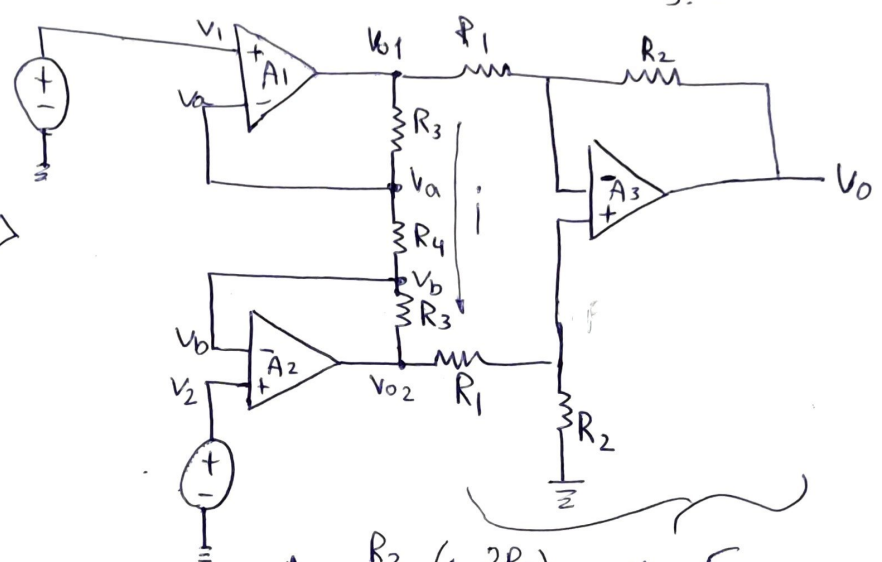 V1
+
A1
-
Va
Vo1
R1
R2
R3
Va
i
R4
Vb
R3
-
A3
+
Vo
+
-
Vb
-
A2
+
V2
Vo2
R1
R2
+
-